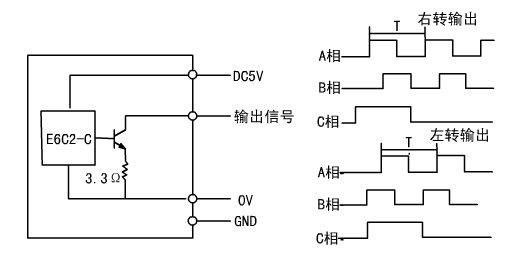 DC5V
输出信号
E6C2-C
3.3Ω
0V
GND
右转输出
T
A相
B相
C相
左转输出
T
A相
B相
C相